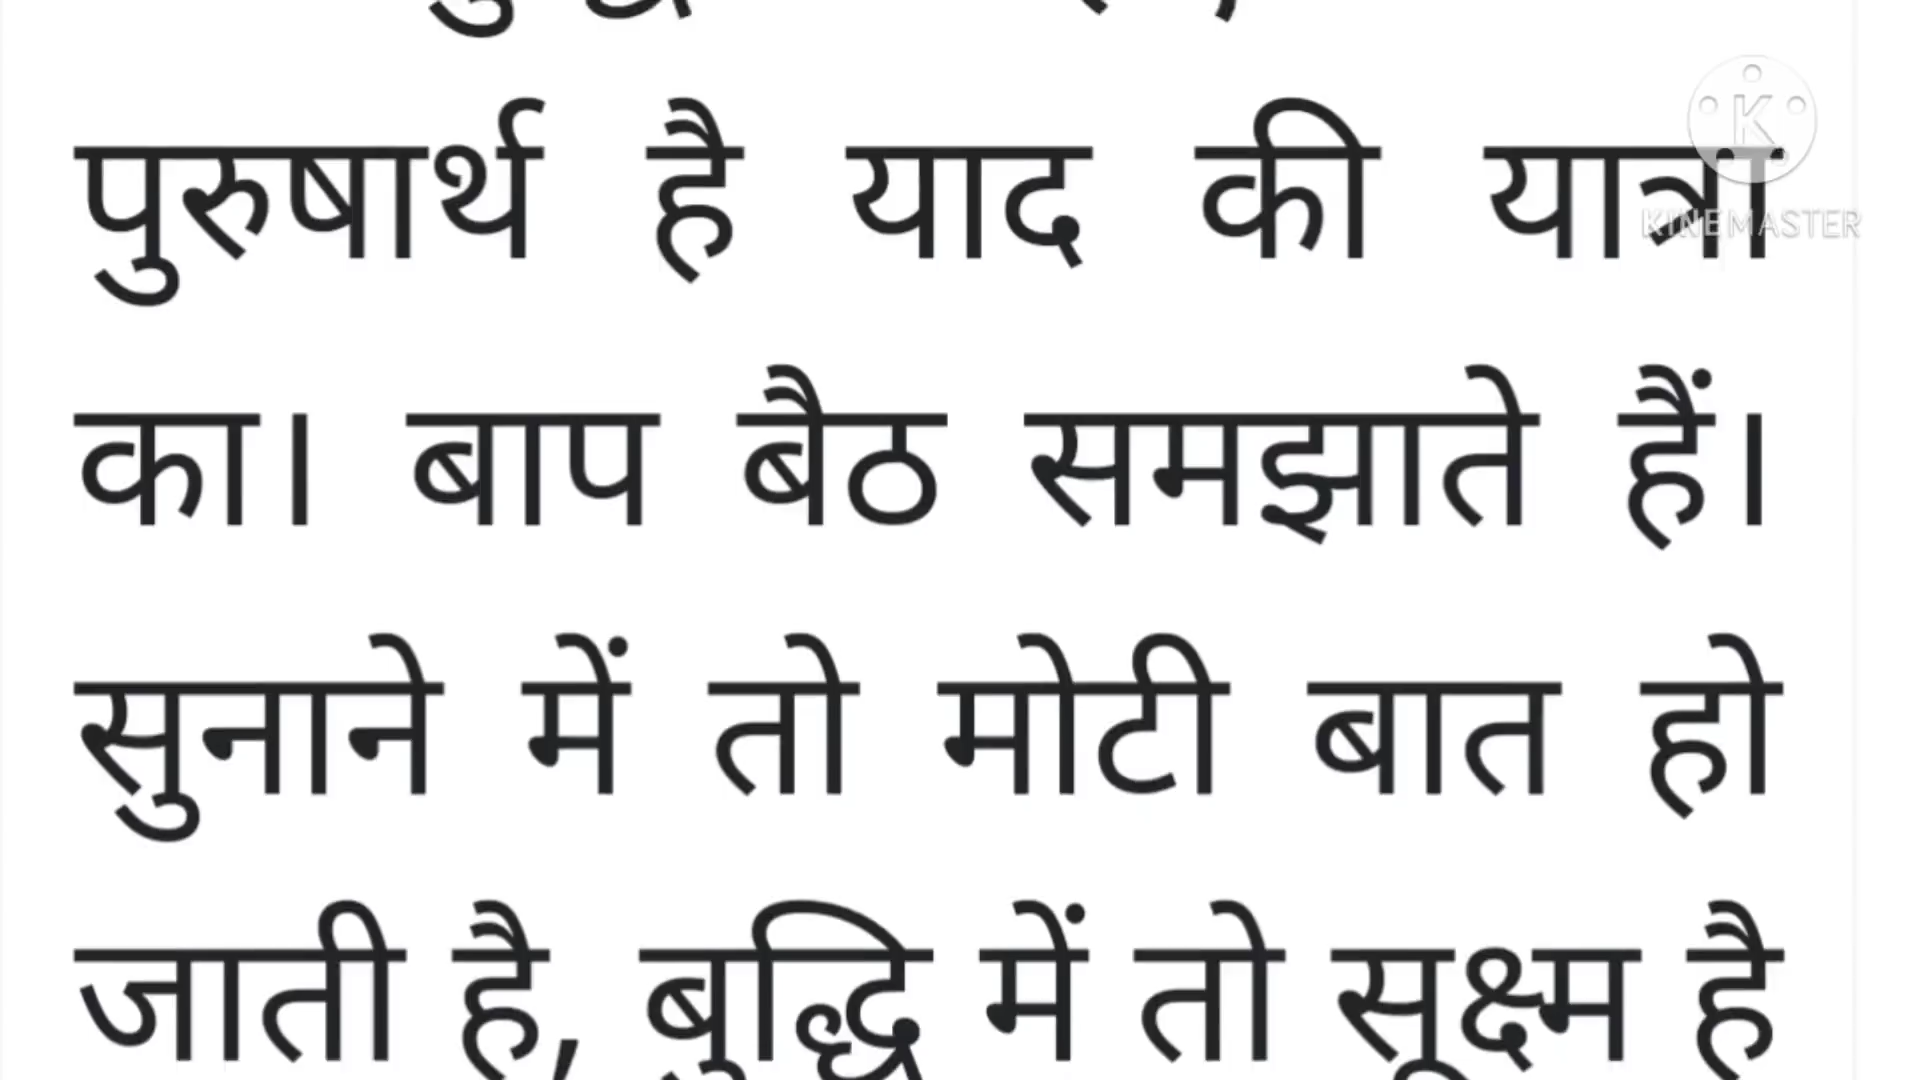 पुरुषार्थ है याद की यात्रा
का। बाप बैठ समझाते हैं।
सुनाने में तो मोटी बात हो
जाती है, बुद्धि में तो सूक्ष्म है
K
KINEMASTER